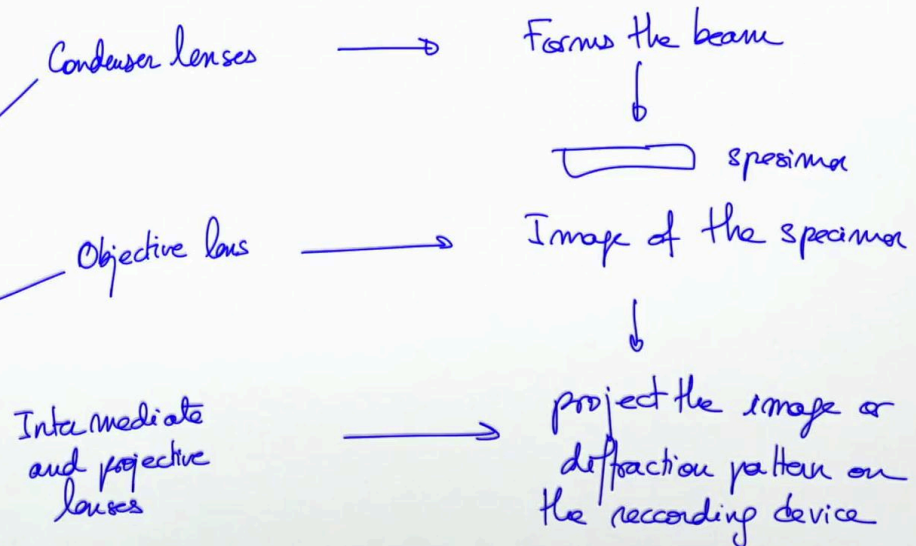 Condenser lenses
Forms the beam
spesimen
Objective lens
Image of the specimen
Intermediate
and projective
lenses
project the image or
diffraction pattern on
the reccording device